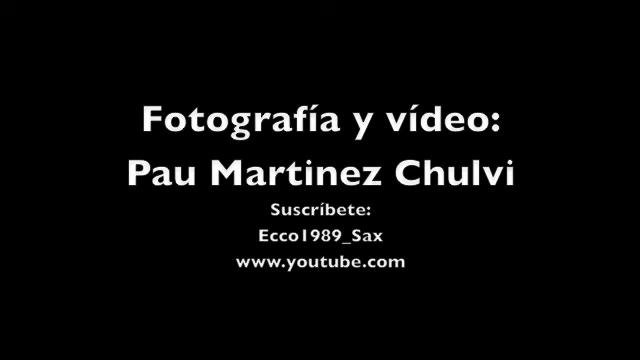 Fotografía y vídeo:
Pau Martinez Chulvi
Suscríbete:
Ecco1989_Sax
www.youtube.com